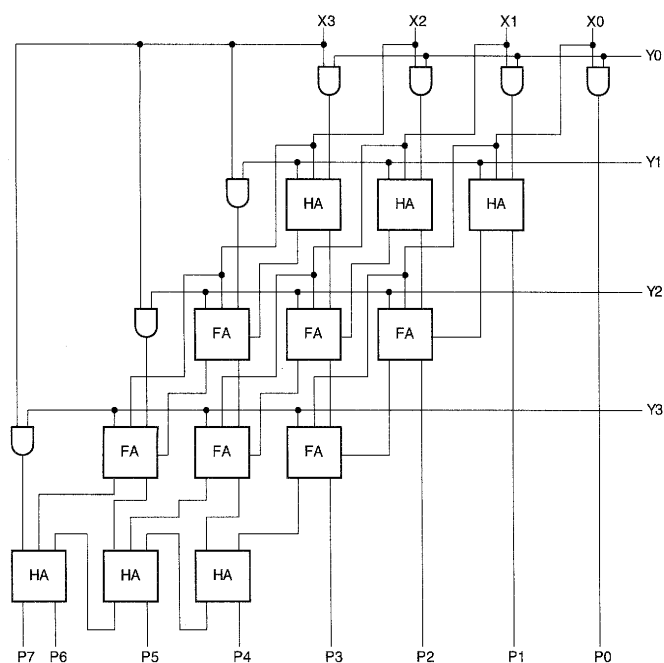 X3 X2 X1 X0
Y0
Y1
HA HA HA
Y2
FA FA FA
Y3
FA FA FA
HA HA HA
P7 P6 P5 P4 P3 P2 P1 P0